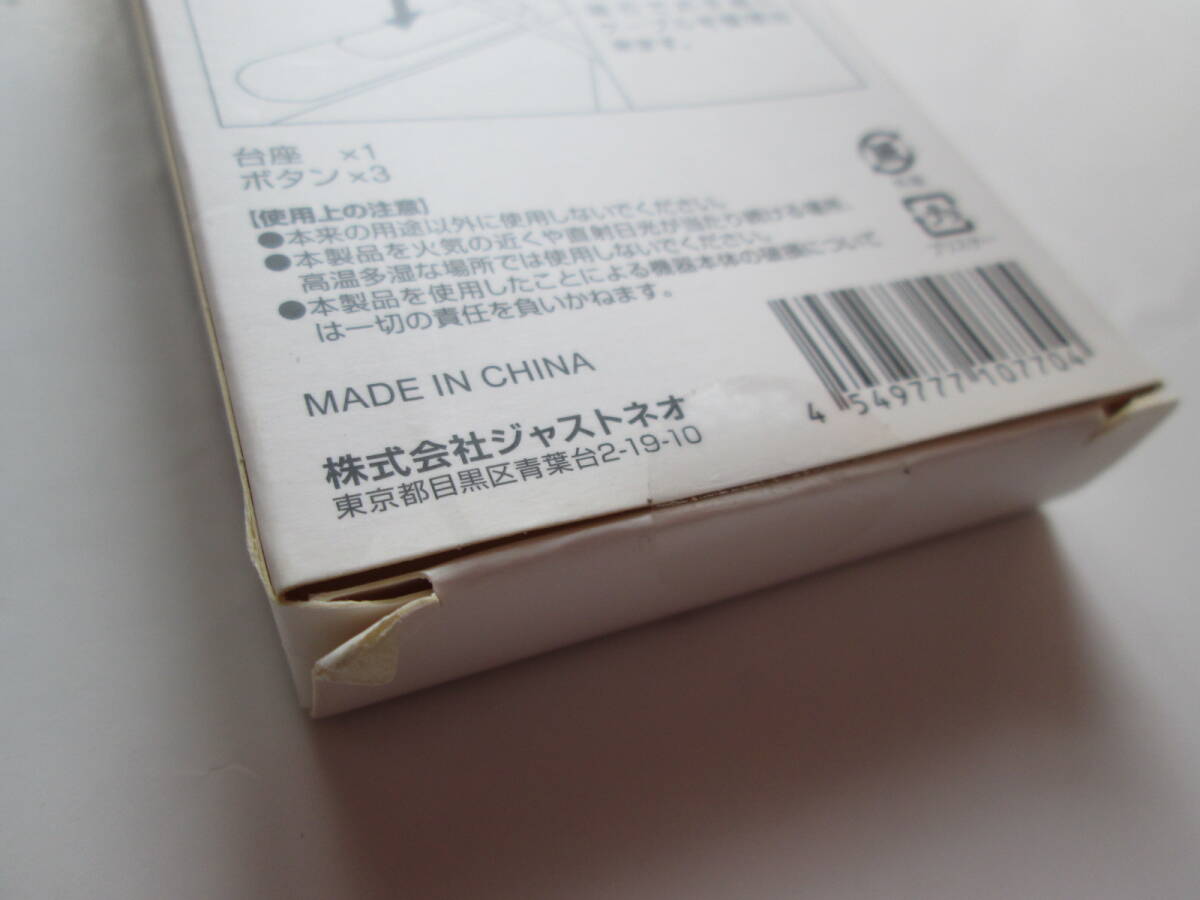 ます。
台座 ×1
ボタン×3
【使用上の注意】
●本来の用途以外に使用しないでください。
●本製品を火気の近くや直射日光が当たり続ける場所、
高温多湿な場所では使用しないでください。
●本製品を使用したことによる機器本体の破損について
は一切の責任を負いかねます。
MADE IN CHINA
株式会社ジャストネオ
東京都目黒区青葉台2-19-10
4 549777 107704